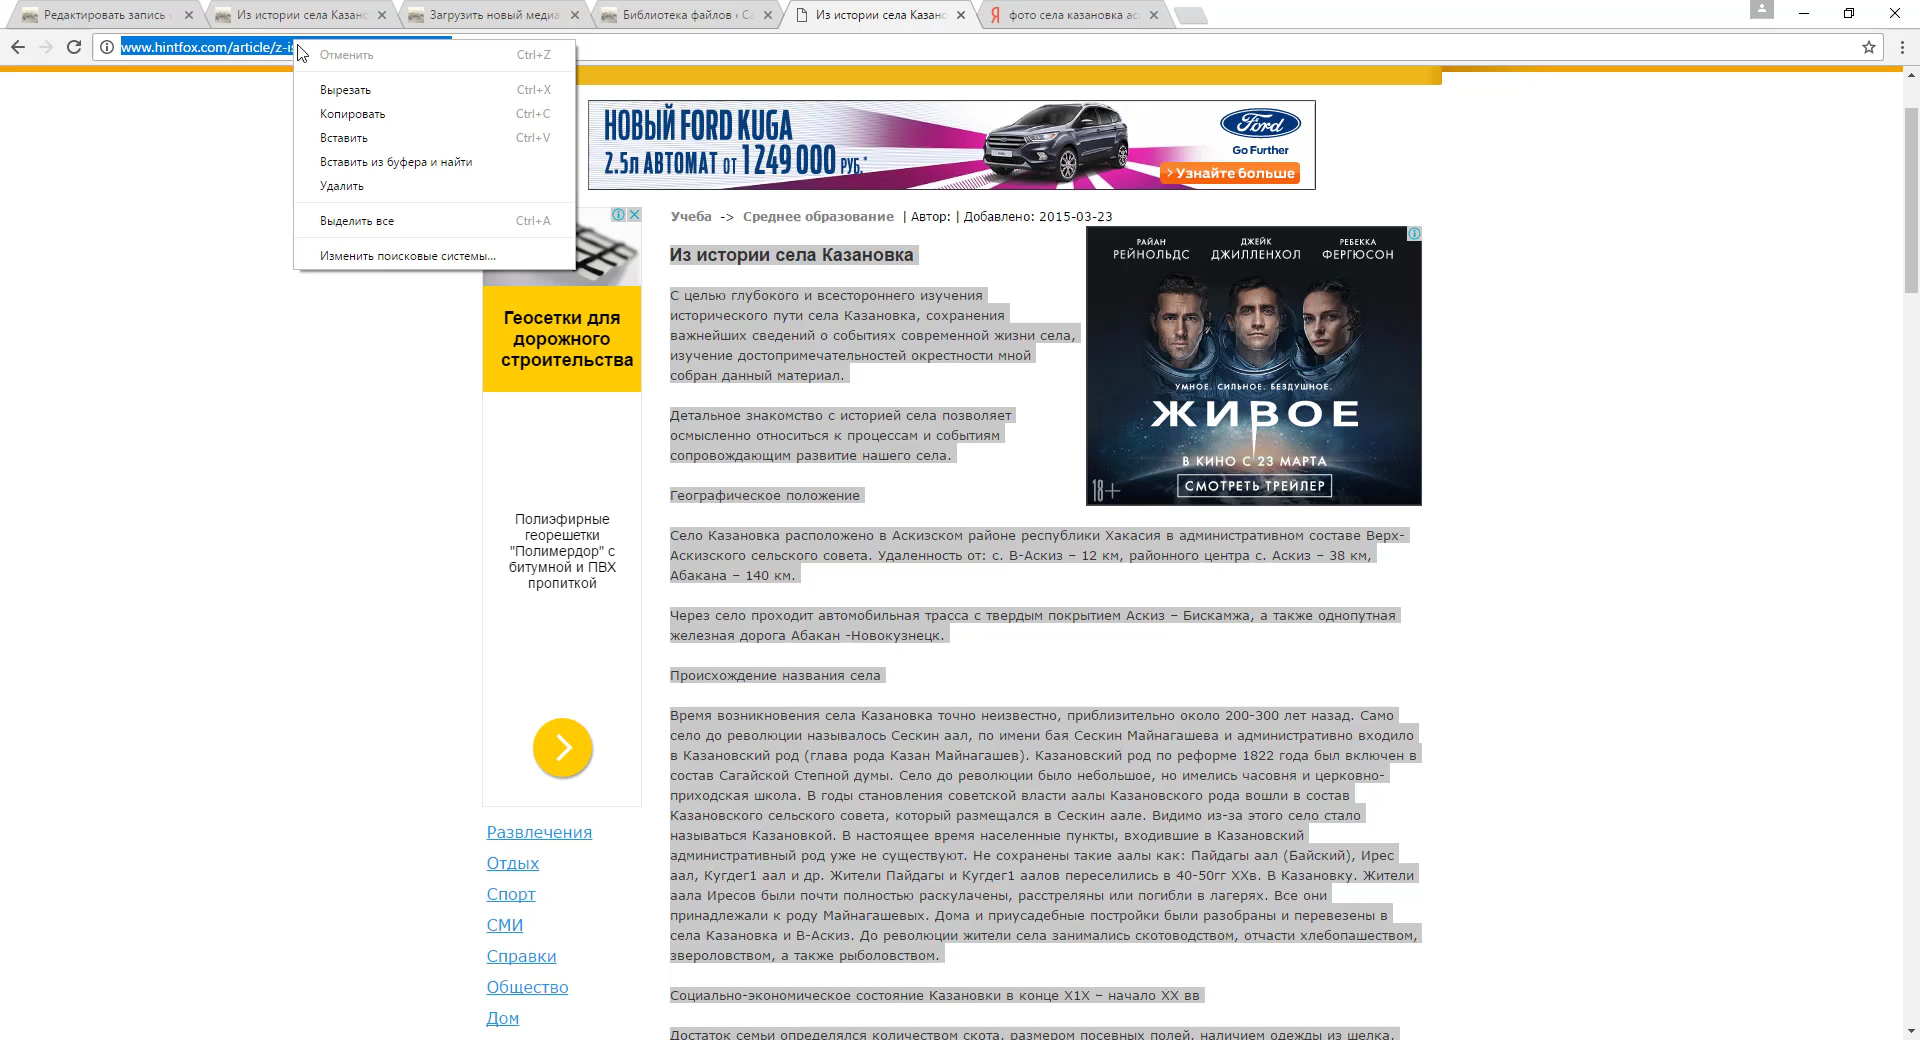 Редактировать запись
Из истории села Казано
Загрузить новый медиа
Библиотека файлов ‹ Са
Из истории села Казано
фото села казановка ас
www.hintfox.com/article/z-i
Отменить Ctrl+Z
Вырезать Ctrl+X
Копировать Ctrl+C
Вставить Ctrl+V
Вставить из буфера и найти
Удалить
Выделить все Ctrl+A
Изменить поисковые системы...
НОВЫЙ FORD KUGA
2.5л АВТОМАТ от 1 249 000 РУБ.*
Ford
Go Further
> Узнайте больше
Учеба -> Среднее образование | Автор: | Добавлено: 2015-03-23
Из истории села Казановка
С целью глубокого и всестороннего изучения
исторического пути села Казановка, сохранения
важнейших сведений о событиях современной жизни села,
изучение достопримечательностей окрестности мной
собран данный материал.
Детальное знакомство с историей села позволяет
осмысленно относиться к процессам и событиям
сопровождающим развитие нашего села.
Географическое положение
Село Казановка расположено в Аскизском районе республики Хакасия в административном составе Верх-
Аскизского сельского совета. Удаленность от: с. В-Аскиз – 12 км, районного центра с. Аскиз – 38 км,
Абакана – 140 км.
Через село проходит автомобильная трасса с твердым покрытием Аскиз – Бискамжа, а также однопутная
железная дорога Абакан -Новокузнецк.
Происхождение названия села
Время возникновения села Казановка точно неизвестно, приблизительно около 200-300 лет назад. Само
село до революции называлось Сескин аал, по имени бая Сескин Майнагашева и административно входило
в Казановский род (глава рода Казан Майнагашев). Казановский род по реформе 1822 года был включен в
состав Сагайской Степной думы. Село до революции было небольшое, но имелись часовня и церковно-
приходская школа. В годы становления советской власти аалы Казановского рода вошли в состав
Казановского сельского совета, который размещался в Сескин аале. Видимо из-за этого село стало
называться Казановкой. В настоящее время населенные пункты, входившие в Казановский
административный род уже не существуют. Не сохранены такие аалы как: Пайдагы аал (Байский), Ирес
аал, Кугдег1 аал и др. Жители Пайдагы и Кугдег1 аалов переселились в 40-50гг XXв. В Казановку. Жители
аала Иресов были почти полностью раскулачены, расстреляны или погибли в лагерях. Все они
принадлежали к роду Майнагашевых. Дома и приусадебные постройки были разобраны и перевезены в
села Казановка и В-Аскиз. До революции жители села занимались скотоводством, отчасти хлебопашеством,
звероловством, а также рыболовством.
Социально-экономическое состояние Казановки в конце X1X – начало XX вв
Достаток семьи определялся количеством скота, размером посевных полей, наличием одежды из шелка,
РАЙАН РЕЙНОЛЬДС
ДЖЕЙК ДЖИЛЛЕНХОЛ
РЕБЕККА ФЕРГЮСОН
УМНОЕ. СИЛЬНОЕ. БЕЗДУШНОЕ.
ЖИВОЕ
В КИНО С 23 МАРТА
СМОТРЕТЬ ТРЕЙЛЕР
18+
Геосетки для
дорожного
строительства
Полиэфирные
георешетки
"Полимердор" с
битумной и ПВХ
пропиткой
Развлечения
Отдых
Спорт
СМИ
Справки
Общество
Дом